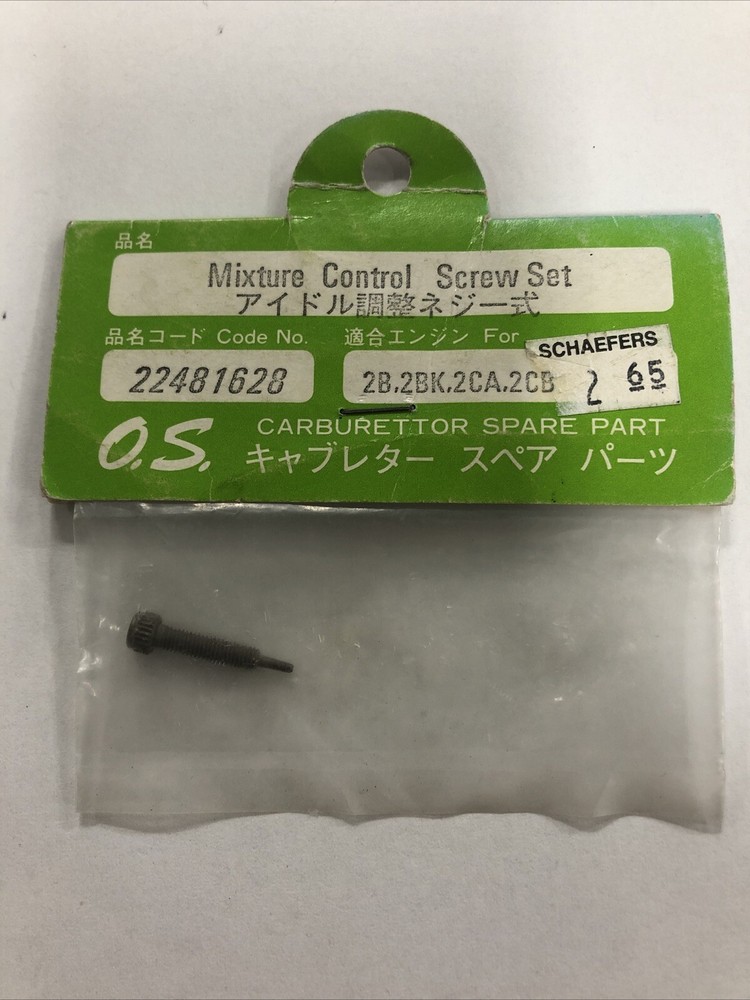 品名
Mixture Control Screw Set
アイドル調整ネジ一式
品名コード Code No.
22481628
適合エンジン For
2B.2BK.2CA.2CB
SCHAEFERS
2 65
O.S.
CARBURETTOR SPARE PART
キャブレター スペア パーツ